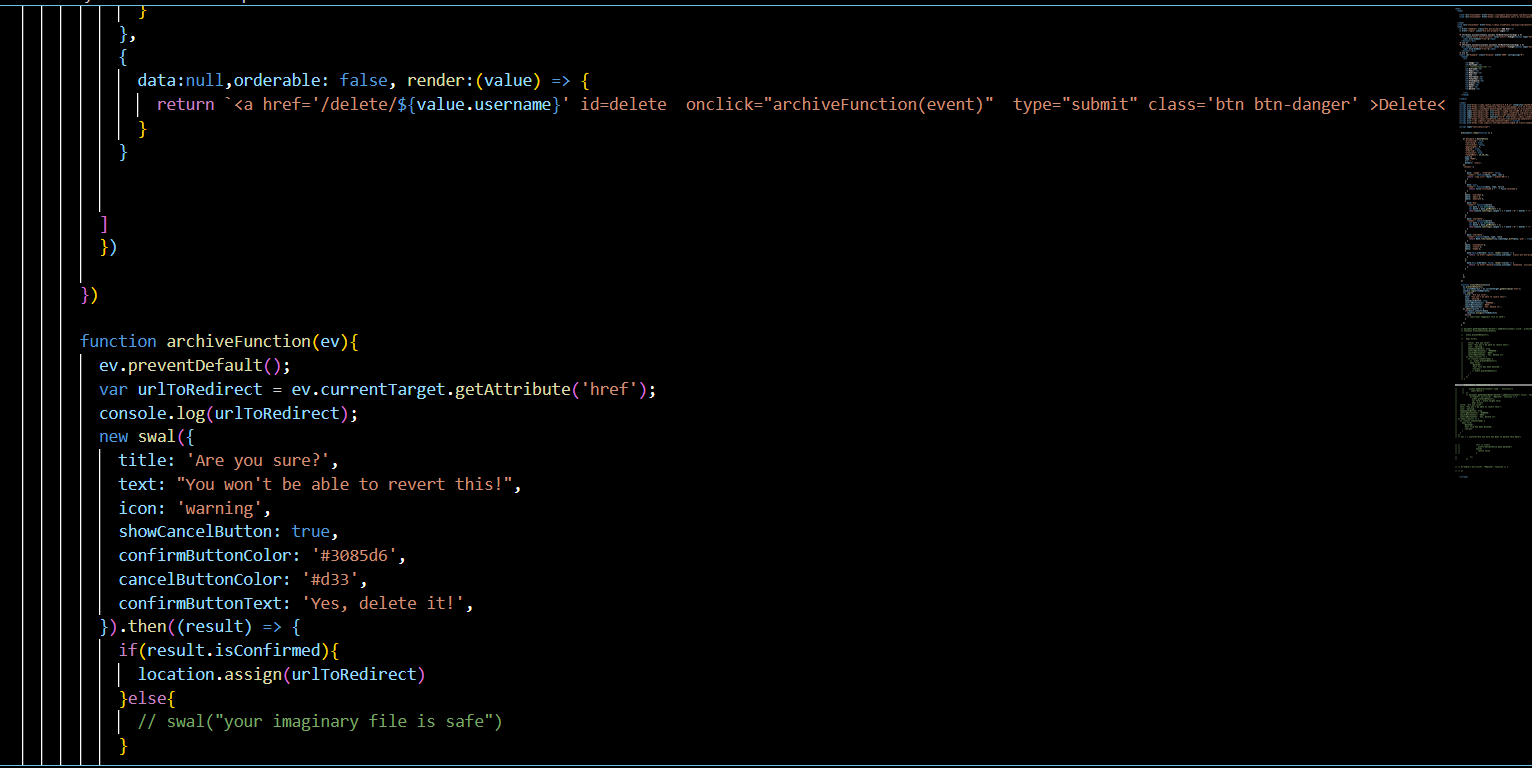 }
},
{
data:null,orderable: false, render:(value) => {
return `<a href='/delete/${value.username}' id=delete  onclick="archiveFunction(event)"  type="submit" class='btn btn-danger' >Delete<
}
}
]
})
})
function archiveFunction(ev){
ev.preventDefault();
var urlToRedirect = ev.currentTarget.getAttribute('href');
console.log(urlToRedirect);
new swal({
title: 'Are you sure?',
text: "You won't be able to revert this!",
icon: 'warning',
showCancelButton: true,
confirmButtonColor: '#3085d6',
cancelButtonColor: '#d33',
confirmButtonText: 'Yes, delete it!',
}).then((result) => {
if(result.isConfirmed){
location.assign(urlToRedirect)
}else{
// swal("your imaginary file is safe")
}